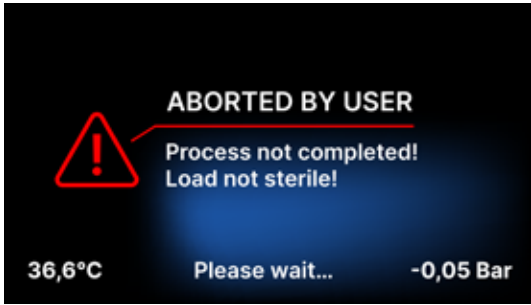 ABORTED BY USER
Process not completed!
Load not sterile!
36,6°C Please wait... -0,05 Bar